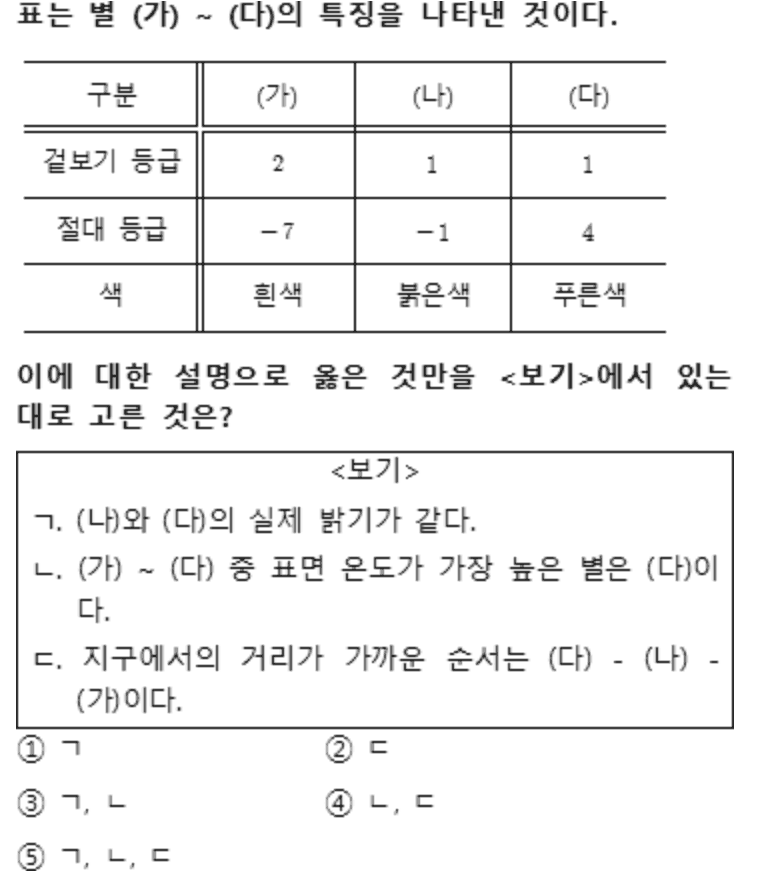 표는 별 (가) ~ (다)의 특징을 나타낸 것이다.
구분 (가) (나) (다)
겉보기 등급 2 1 1
절대 등급 -7 -1 4
색 흰색 붉은색 푸른색
이에 대한 설명으로 옳은 것만을 <보기>에서 있는
대로 고른 것은?
<보기>
ㄱ. (나)와 (다)의 실제 밝기가 같다.
ㄴ. (가) ~ (다) 중 표면 온도가 가장 높은 별은 (다)이
다.
ㄷ. 지구에서의 거리가 가까운 순서는 (다) - (나) -
(가)이다.
① ㄱ ② ㄷ
③ ㄱ, ㄴ ④ ㄴ, ㄷ
⑤ ㄱ, ㄴ, ㄷ